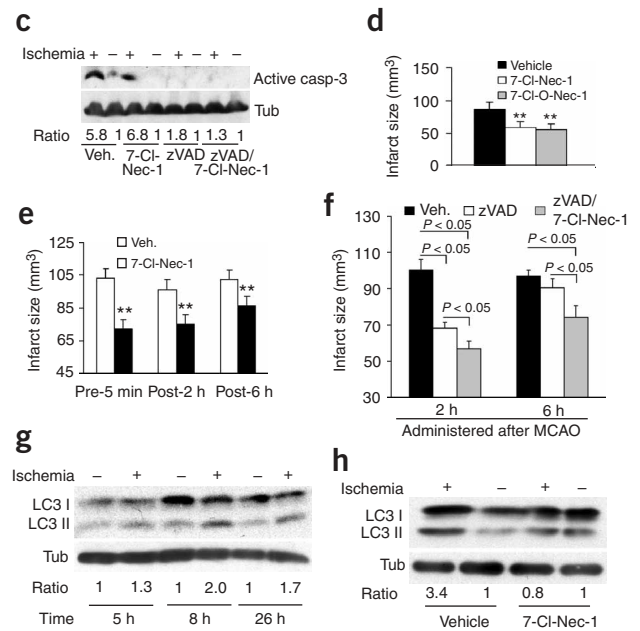 c
Ischemia + – + – – + + –
Active casp-3
Tub
Ratio 5.8 1 6.8 1 1.8 1 1.3 1
Veh. 7-Cl-Nec-1 zVAD zVAD/7-Cl-Nec-1
d
Vehicle
7-Cl-Nec-1
7-Cl-O-Nec-1
Infarct size (mm3)
150
100
50
0
** **
e
Veh.
7-Cl-Nec-1
Infarct size (mm3)
125
105
85
65
45
** ** **
Pre-5 min Post-2 h Post-6 h
f
Veh. zVAD zVAD/7-Cl-Nec-1
Infarct size (mm3)
130
110
90
70
50
30
P < 0.05
P < 0.05
P < 0.05
P < 0.05
P < 0.05
2 h 6 h
Administered after MCAO
g
Ischemia – + – + – +
LC3 I
LC3 II
Tub
Ratio 1 1.3 1 2.0 1 1.7
Time 5 h 8 h 26 h
h
Ischemia + – + –
LC3 I
LC3 II
Tub
Ratio 3.4 1 0.8 1
Vehicle 7-Cl-Nec-1